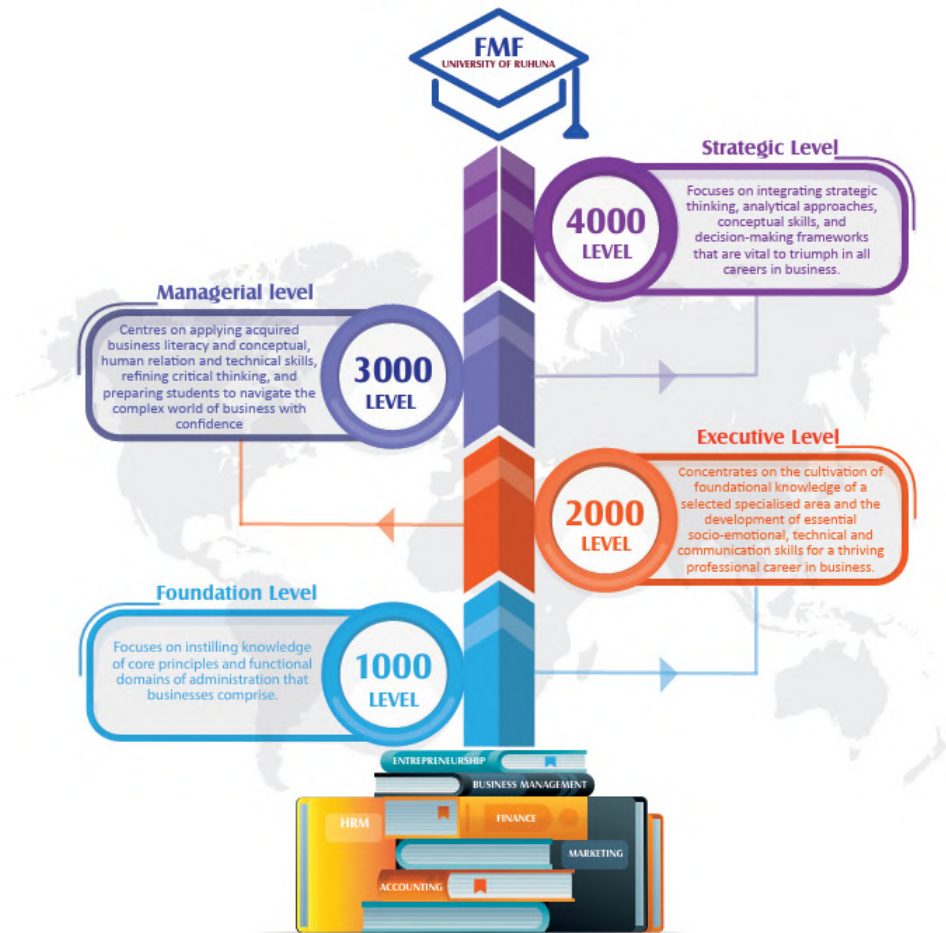 FMF
UNIVERSITY OF RUHUNA
Strategic Level
4000
LEVEL
Focuses on integrating strategic
thinking, analytical approaches,
conceptual skills, and
decision-making frameworks
that are vital to triumph in all
careers in business.
Managerial level
Centres on applying acquired
business literacy and conceptual,
human relation and technical skills,
refining critical thinking, and
preparing students to navigate the
complex world of business with
confidence
3000
LEVEL
Executive Level
2000
LEVEL
Concentrates on the cultivation of
foundational knowledge of a
selected specialised area and the
development of essential
socio-emotional, technical and
communication skills for a thriving
professional career in business.
Foundation Level
Focuses on instilling knowledge
of core principles and functional
domains of administration that
businesses comprise.
1000
LEVEL
ENTREPRENEURSHIP
BUSINESS MANAGEMENT
HRM
FINANCE
MARKETING
ACCOUNTING